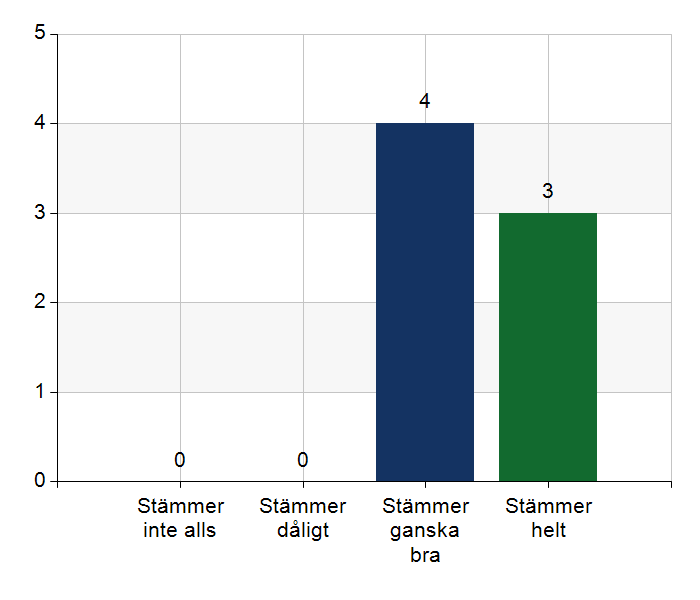 5
4
4
3
3
2
1
0
0
0
Stämmer
inte alls
Stämmer
dåligt
Stämmer
ganska
bra
Stämmer
helt